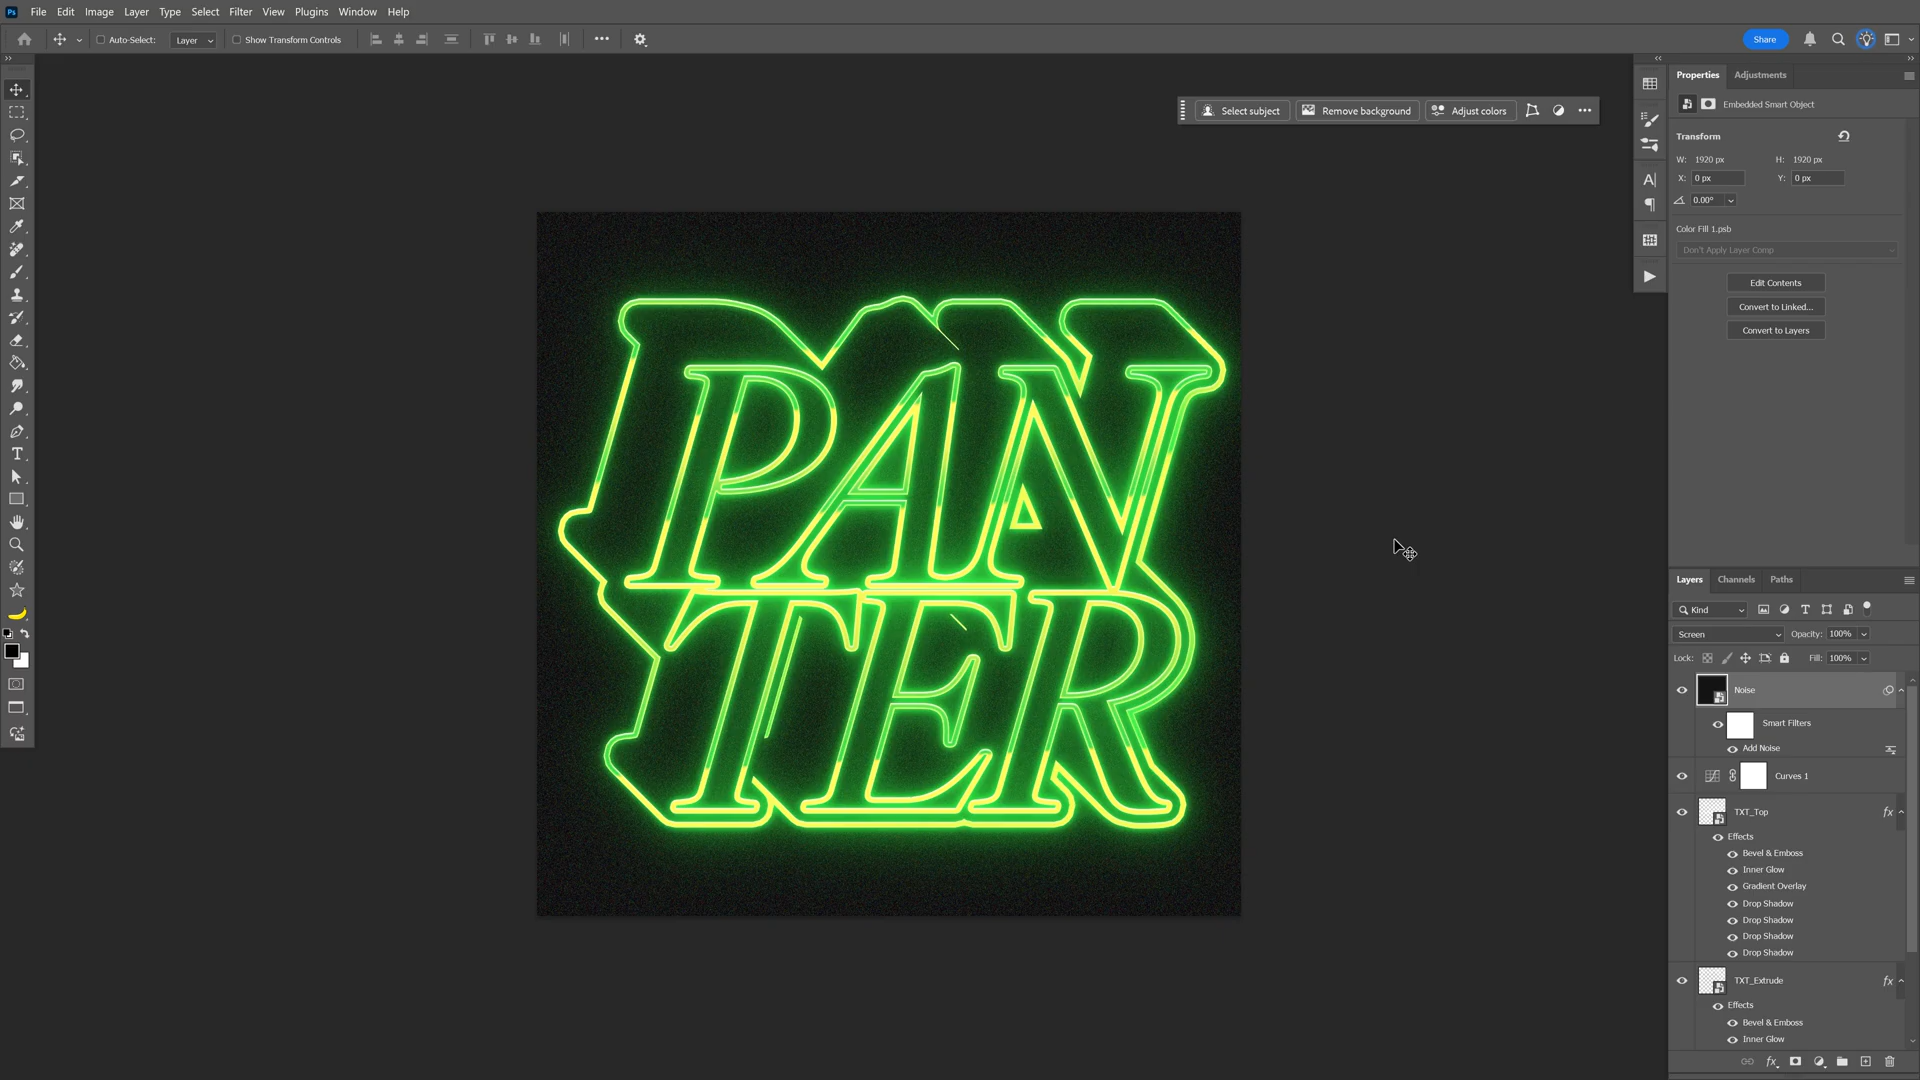 Ps File Edit Image Layer Type Select Filter View Plugins Window Help
Auto-Select: Layer Show Transform Controls Share
Select subject Remove background Adjust colors
Properties Adjustments
Embedded Smart Object
Transform
W: 1920 px H: 1920 px
X: 0 px Y: 0 px
0.00°
Color Fill 1.psb
Don't Apply Layer Comp
Edit Contents
Convert to Linked...
Convert to Layers
PAN
TER
Layers Channels Paths
Kind
Screen Opacity: 100%
Lock: Fill: 100%
Noise
Smart Filters
Add Noise
Curves 1
TXT_Top fx
Effects
Bevel & Emboss
Inner Glow
Gradient Overlay
Drop Shadow
Drop Shadow
Drop Shadow
Drop Shadow
TXT_Extrude fx
Effects
Bevel & Emboss
Inner Glow
fx